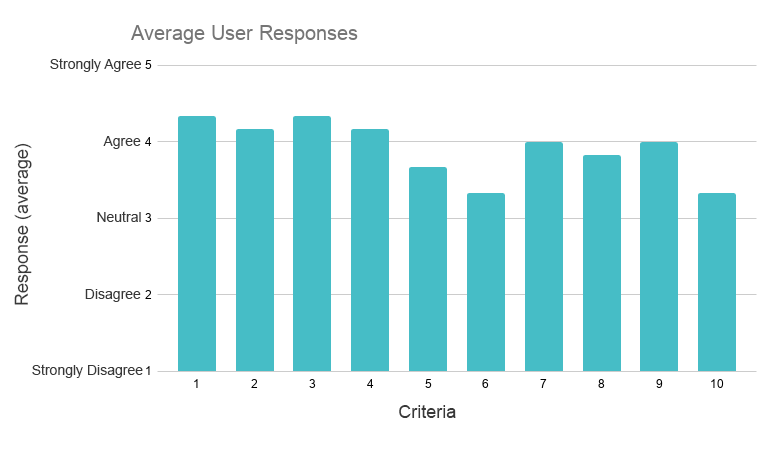 Average User Responses
Strongly Agree 5
Agree 4
Neutral 3
Disagree 2
Strongly Disagree 1
Response (average)
1 2 3 4 5 6 7 8 9 10
Criteria